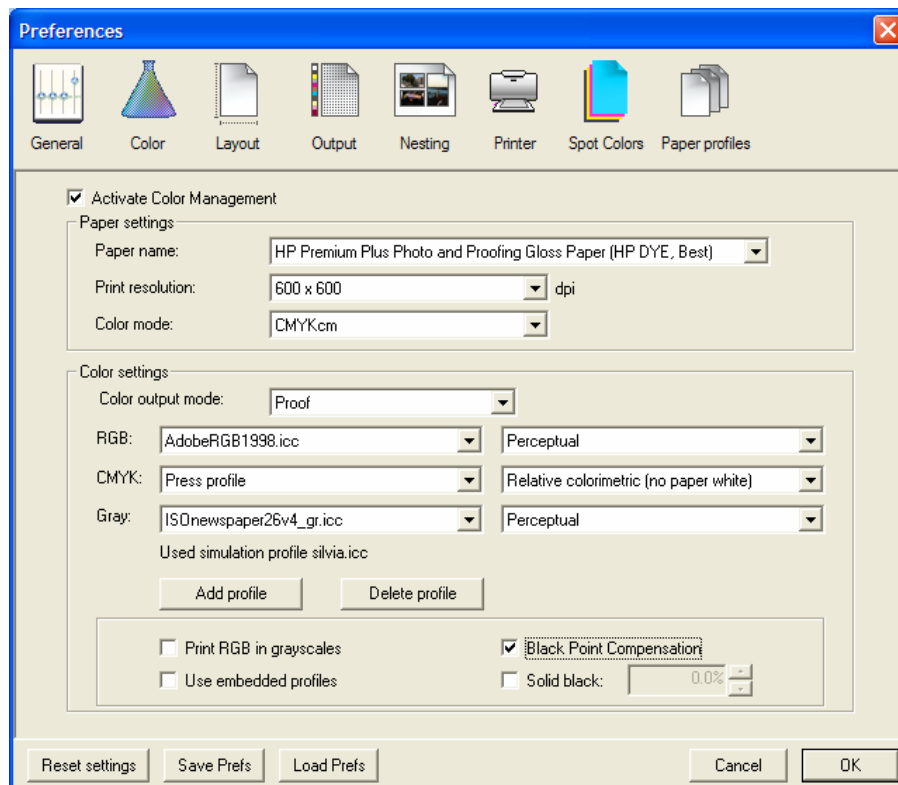 Preferences
General Color Layout Output Nesting Printer Spot Colors Paper profiles
Activate Color Management
Paper settings
Paper name: HP Premium Plus Photo and Proofing Gloss Paper (HP DYE, Best)
Print resolution: 600 x 600 dpi
Color mode: CMYKcm
Color settings
Color output mode: Proof
RGB: AdobeRGB1998.icc Perceptual
CMYK: Press profile Relative colorimetric (no paper white)
Gray: ISOnewspaper26v4_gr.icc Perceptual
Used simulation profile silvia.icc
Add profile Delete profile
Print RGB in grayscales Black Point Compensation
Use embedded profiles Solid black: 0.0%
Reset settings Save Prefs Load Prefs Cancel OK